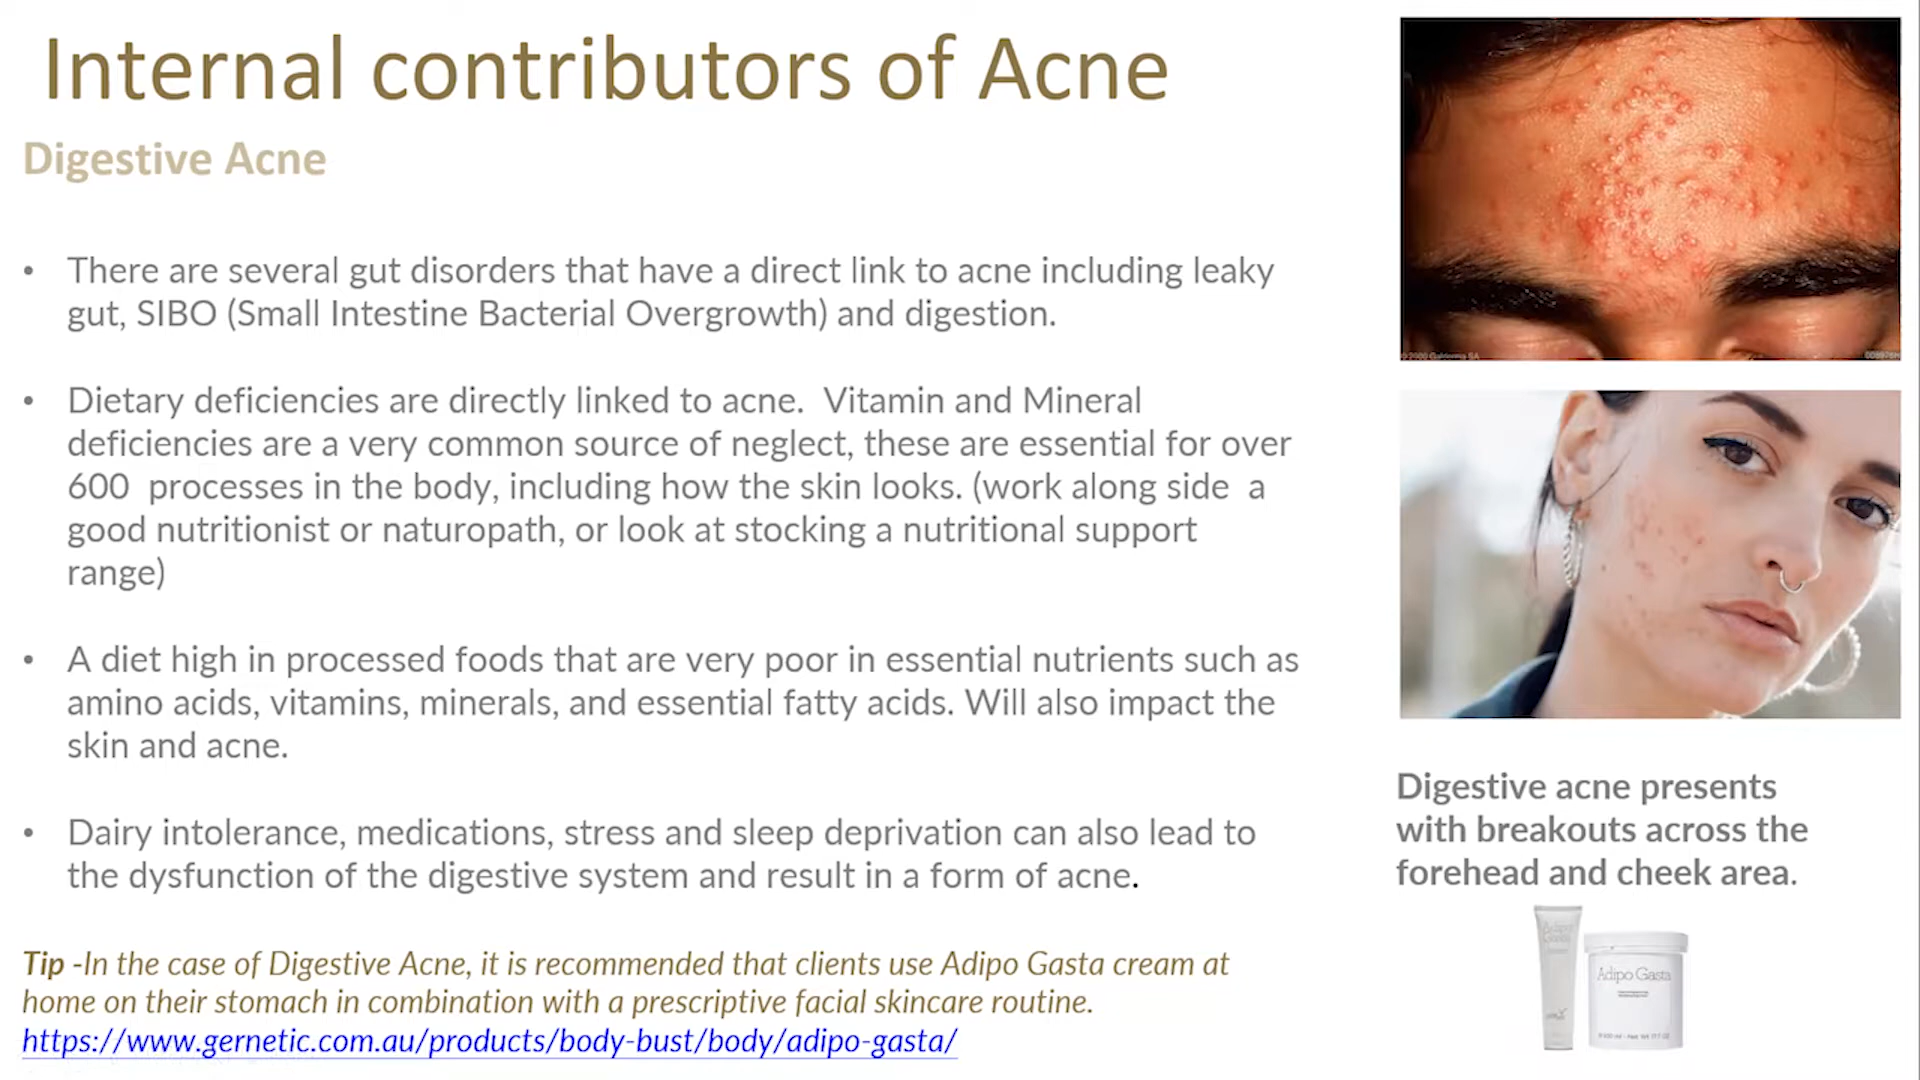 Internal contributors of Acne
Digestive Acne
• There are several gut disorders that have a direct link to acne including leaky
gut, SIBO (Small Intestine Bacterial Overgrowth) and digestion.
• Dietary deficiencies are directly linked to acne.  Vitamin and Mineral
deficiencies are a very common source of neglect, these are essential for over
600  processes in the body, including how the skin looks. (work along side  a
good nutritionist or naturopath, or look at stocking a nutritional support
range)
• A diet high in processed foods that are very poor in essential nutrients such as
amino acids, vitamins, minerals, and essential fatty acids. Will also impact the
skin and acne.
• Dairy intolerance, medications, stress and sleep deprivation can also lead to
the dysfunction of the digestive system and result in a form of acne.
Tip -In the case of Digestive Acne, it is recommended that clients use Adipo Gasta cream at
home on their stomach in combination with a prescriptive facial skincare routine.
https://www.gernetic.com.au/products/body-bust/body/adipo-gasta/
© 2000 Galderma SA
Digestive acne presents
with breakouts across the
forehead and cheek area.
Adipo
Gasta
Adipo Gasta